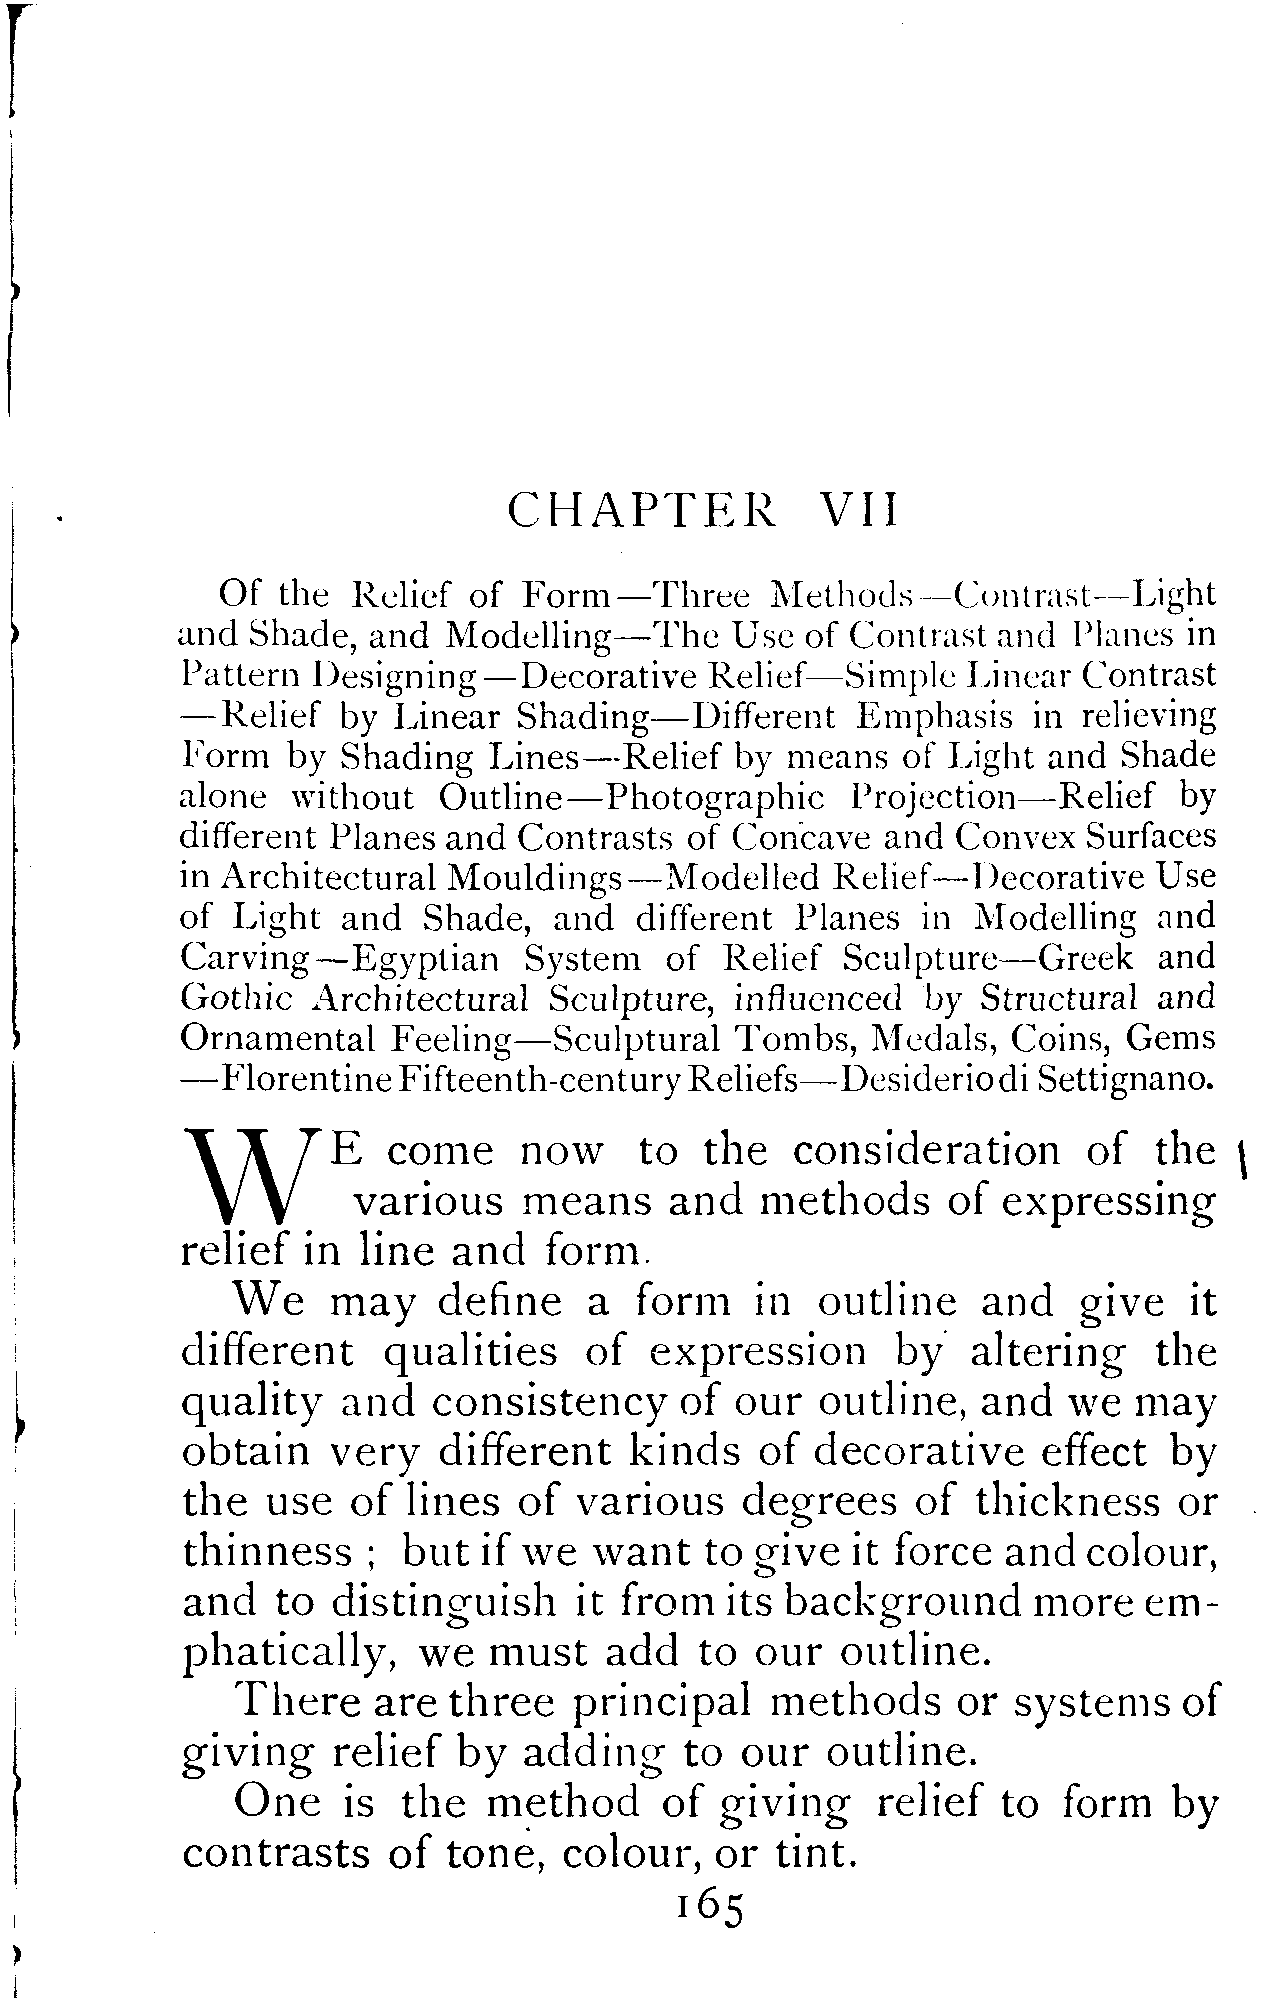 CHAPTER VII
Of the Relief of Form—Three Methods—Contrast—Light
and Shade, and Modelling—The Use of Contrast and Planes in
Pattern Designing—Decorative Relief—Simple Linear Contrast
—Relief by Linear Shading—Different Emphasis in relieving
Form by Shading Lines—Relief by means of Light and Shade
alone without Outline—Photographic Projection—Relief by
different Planes and Contrasts of Concave and Convex Surfaces
in Architectural Mouldings—Modelled Relief—Decorative Use
of Light and Shade, and different Planes in Modelling and
Carving—Egyptian System of Relief Sculpture—Greek and
Gothic Architectural Sculpture, influenced by Structural and
Ornamental Feeling—Sculptural Tombs, Medals, Coins, Gems
—Florentine Fifteenth-century Reliefs—Desiderio di Settignano.
WE come now to the consideration of the
various means and methods of expressing
relief in line and form.
We may define a form in outline and give it
different qualities of expression by altering the
quality and consistency of our outline, and we may
obtain very different kinds of decorative effect by
the use of lines of various degrees of thickness or
thinness ; but if we want to give it force and colour,
and to distinguish it from its background more em-
phatically, we must add to our outline.
There are three principal methods or systems of
giving relief by adding to our outline.
One is the method of giving relief to form by
contrasts of tone, colour, or tint.
165